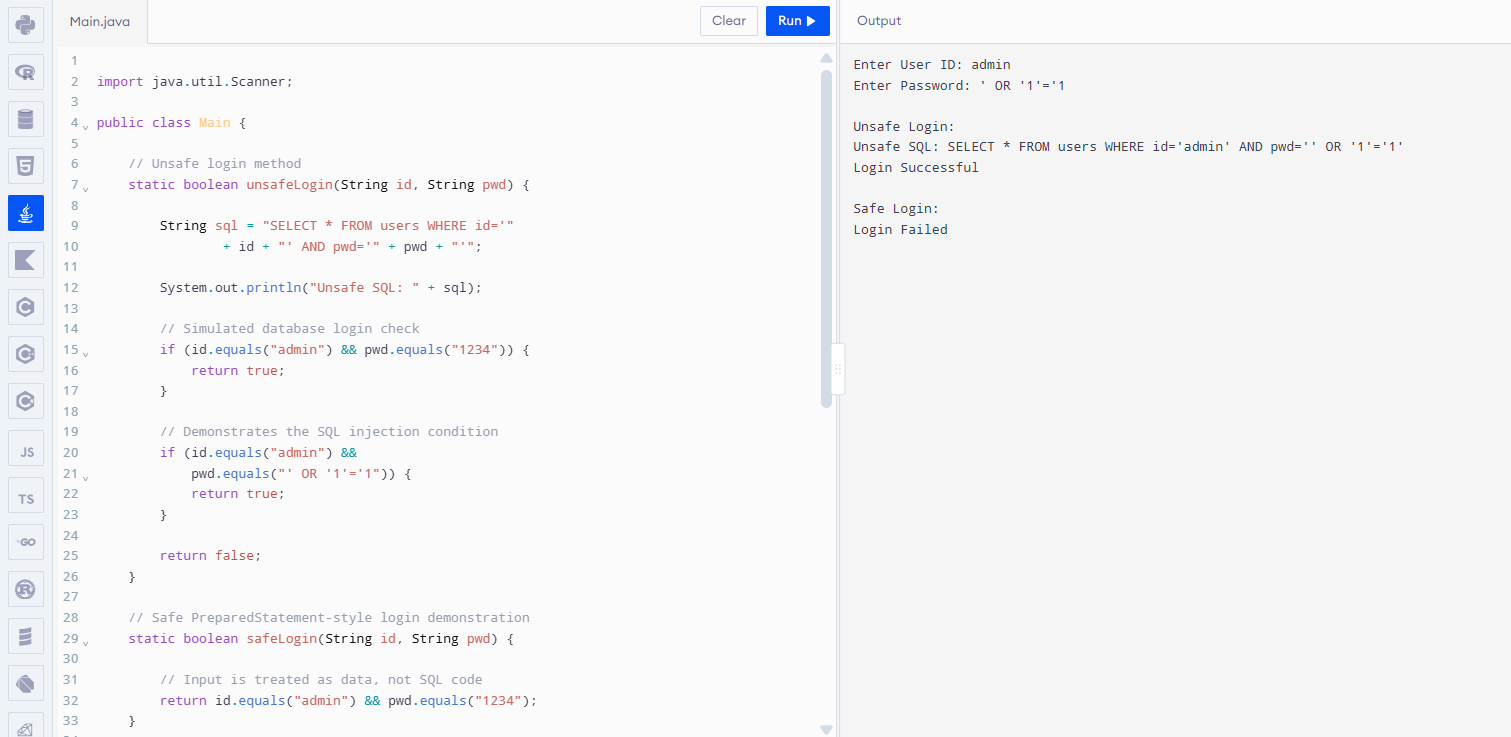 Main.java
Clear
Run
Output
JS
TS
GO
1
2 import java.util.Scanner;
3
4 public class Main {
5
6 // Unsafe login method
7 static boolean unsafeLogin(String id, String pwd) {
8
9 String sql = "SELECT * FROM users WHERE id='"
10 + id + "' AND pwd='" + pwd + "'";
11
12 System.out.println("Unsafe SQL: " + sql);
13
14 // Simulated database login check
15 if (id.equals("admin") && pwd.equals("1234")) {
16 return true;
17 }
18
19 // Demonstrates the SQL injection condition
20 if (id.equals("admin") &&
21 pwd.equals("' OR '1'='1")) {
22 return true;
23 }
24
25 return false;
26 }
27
28 // Safe PreparedStatement-style login demonstration
29 static boolean safeLogin(String id, String pwd) {
30
31 // Input is treated as data, not SQL code
32 return id.equals("admin") && pwd.equals("1234");
33 }
Enter User ID: admin
Enter Password: ' OR '1'='1
Unsafe Login:
Unsafe SQL: SELECT * FROM users WHERE id='admin' AND pwd='' OR '1'='1'
Login Successful
Safe Login:
Login Failed